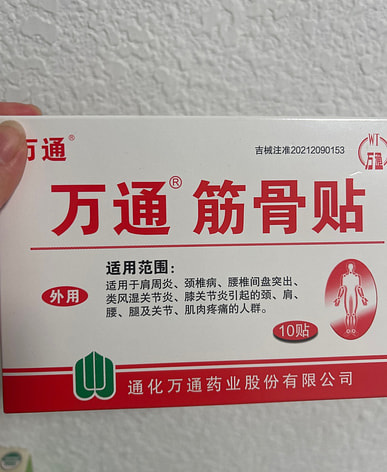 万通®
吉械注准20212090153
WT
万通
万通®筋骨贴
外用
适用范围：
适用于肩周炎、颈椎病、腰椎间盘突出、
类风湿关节炎、膝关节炎引起的颈、肩、
腰、腿及关节、肌肉疼痛的人群。
10贴
通化万通药业股份有限公司